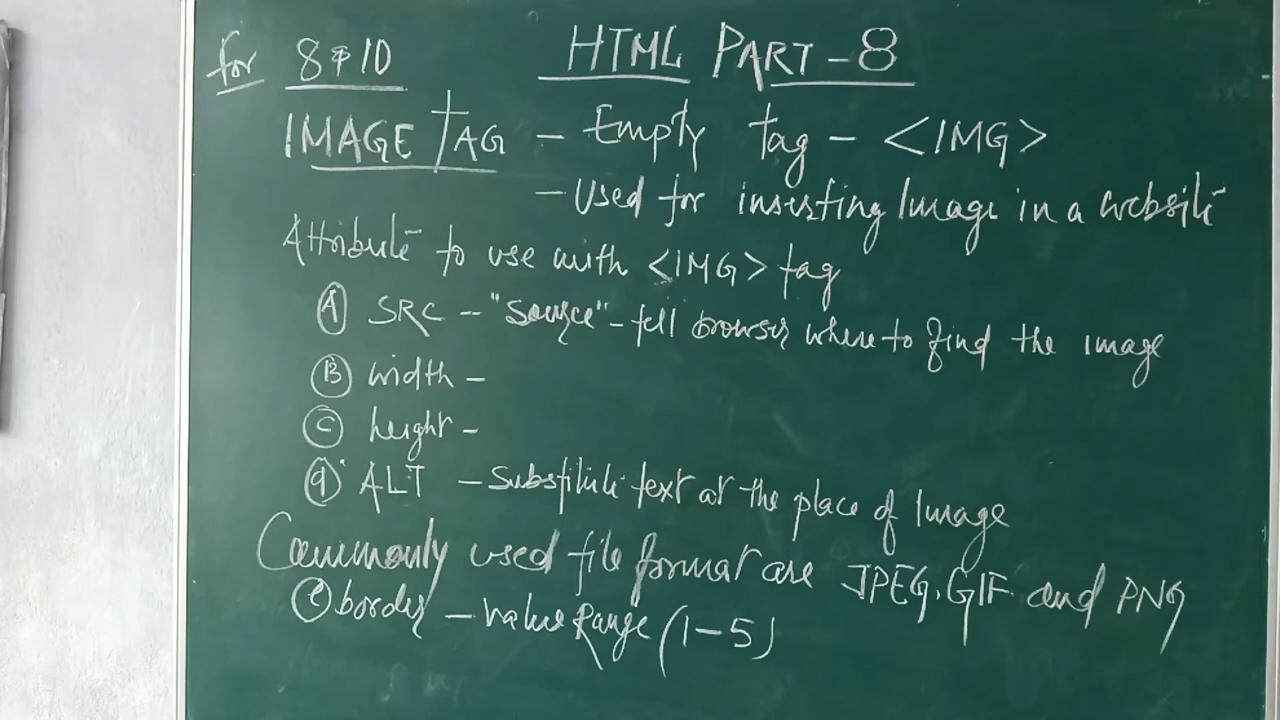 for 8 & 10 HTML PART - 8
IMAGE TAG - Empty tag - <IMG>
- Used for inserting Image in a website
Attribute to use with <IMG> tag
(A) SRC - "Source" - tell browser where to find the image
(B) width -
(C) height -
(d) ALT - Substitute text at the place of Image
Commonly used file format are JPEG, GIF and PNG
(e) border - value Range (1-5)